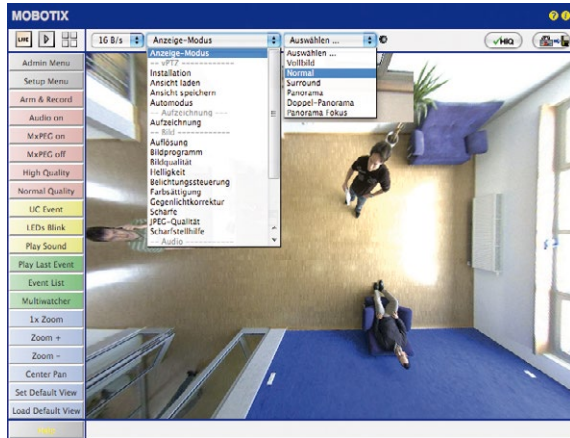 MOBOTIX
LIVE
16 B/s
Anzeige-Modus
Auswählen ...
HIQ
Anzeige-Modus
-- vPTZ ------------
Installation
Ansicht laden
Ansicht speichern
Automodus
-- Aufzeichnung ---
Aufzeichnung
-- Bild ------------
Auflösung
Bildprogramm
Bildqualität
Helligkeit
Belichtungssteuerung
Farbsättigung
Gegenlichtkorrektur
Schärfe
JPEG-Qualität
Scharfstellhilfe
-- Audio -----------
Auswählen ...
Vollbild
Normal
Surround
Panorama
Doppel-Panorama
Panorama Fokus
Admin Menu
Setup Menu
Arm & Record
Audio on
MxPEG on
MxPEG off
High Quality
Normal Quality
UC Event
LEDs Blink
Play Sound
Play Last Event
Event List
Multiwatcher
1x Zoom
Zoom +
Zoom -
Center Pan
Set Default View
Load Default View
Help